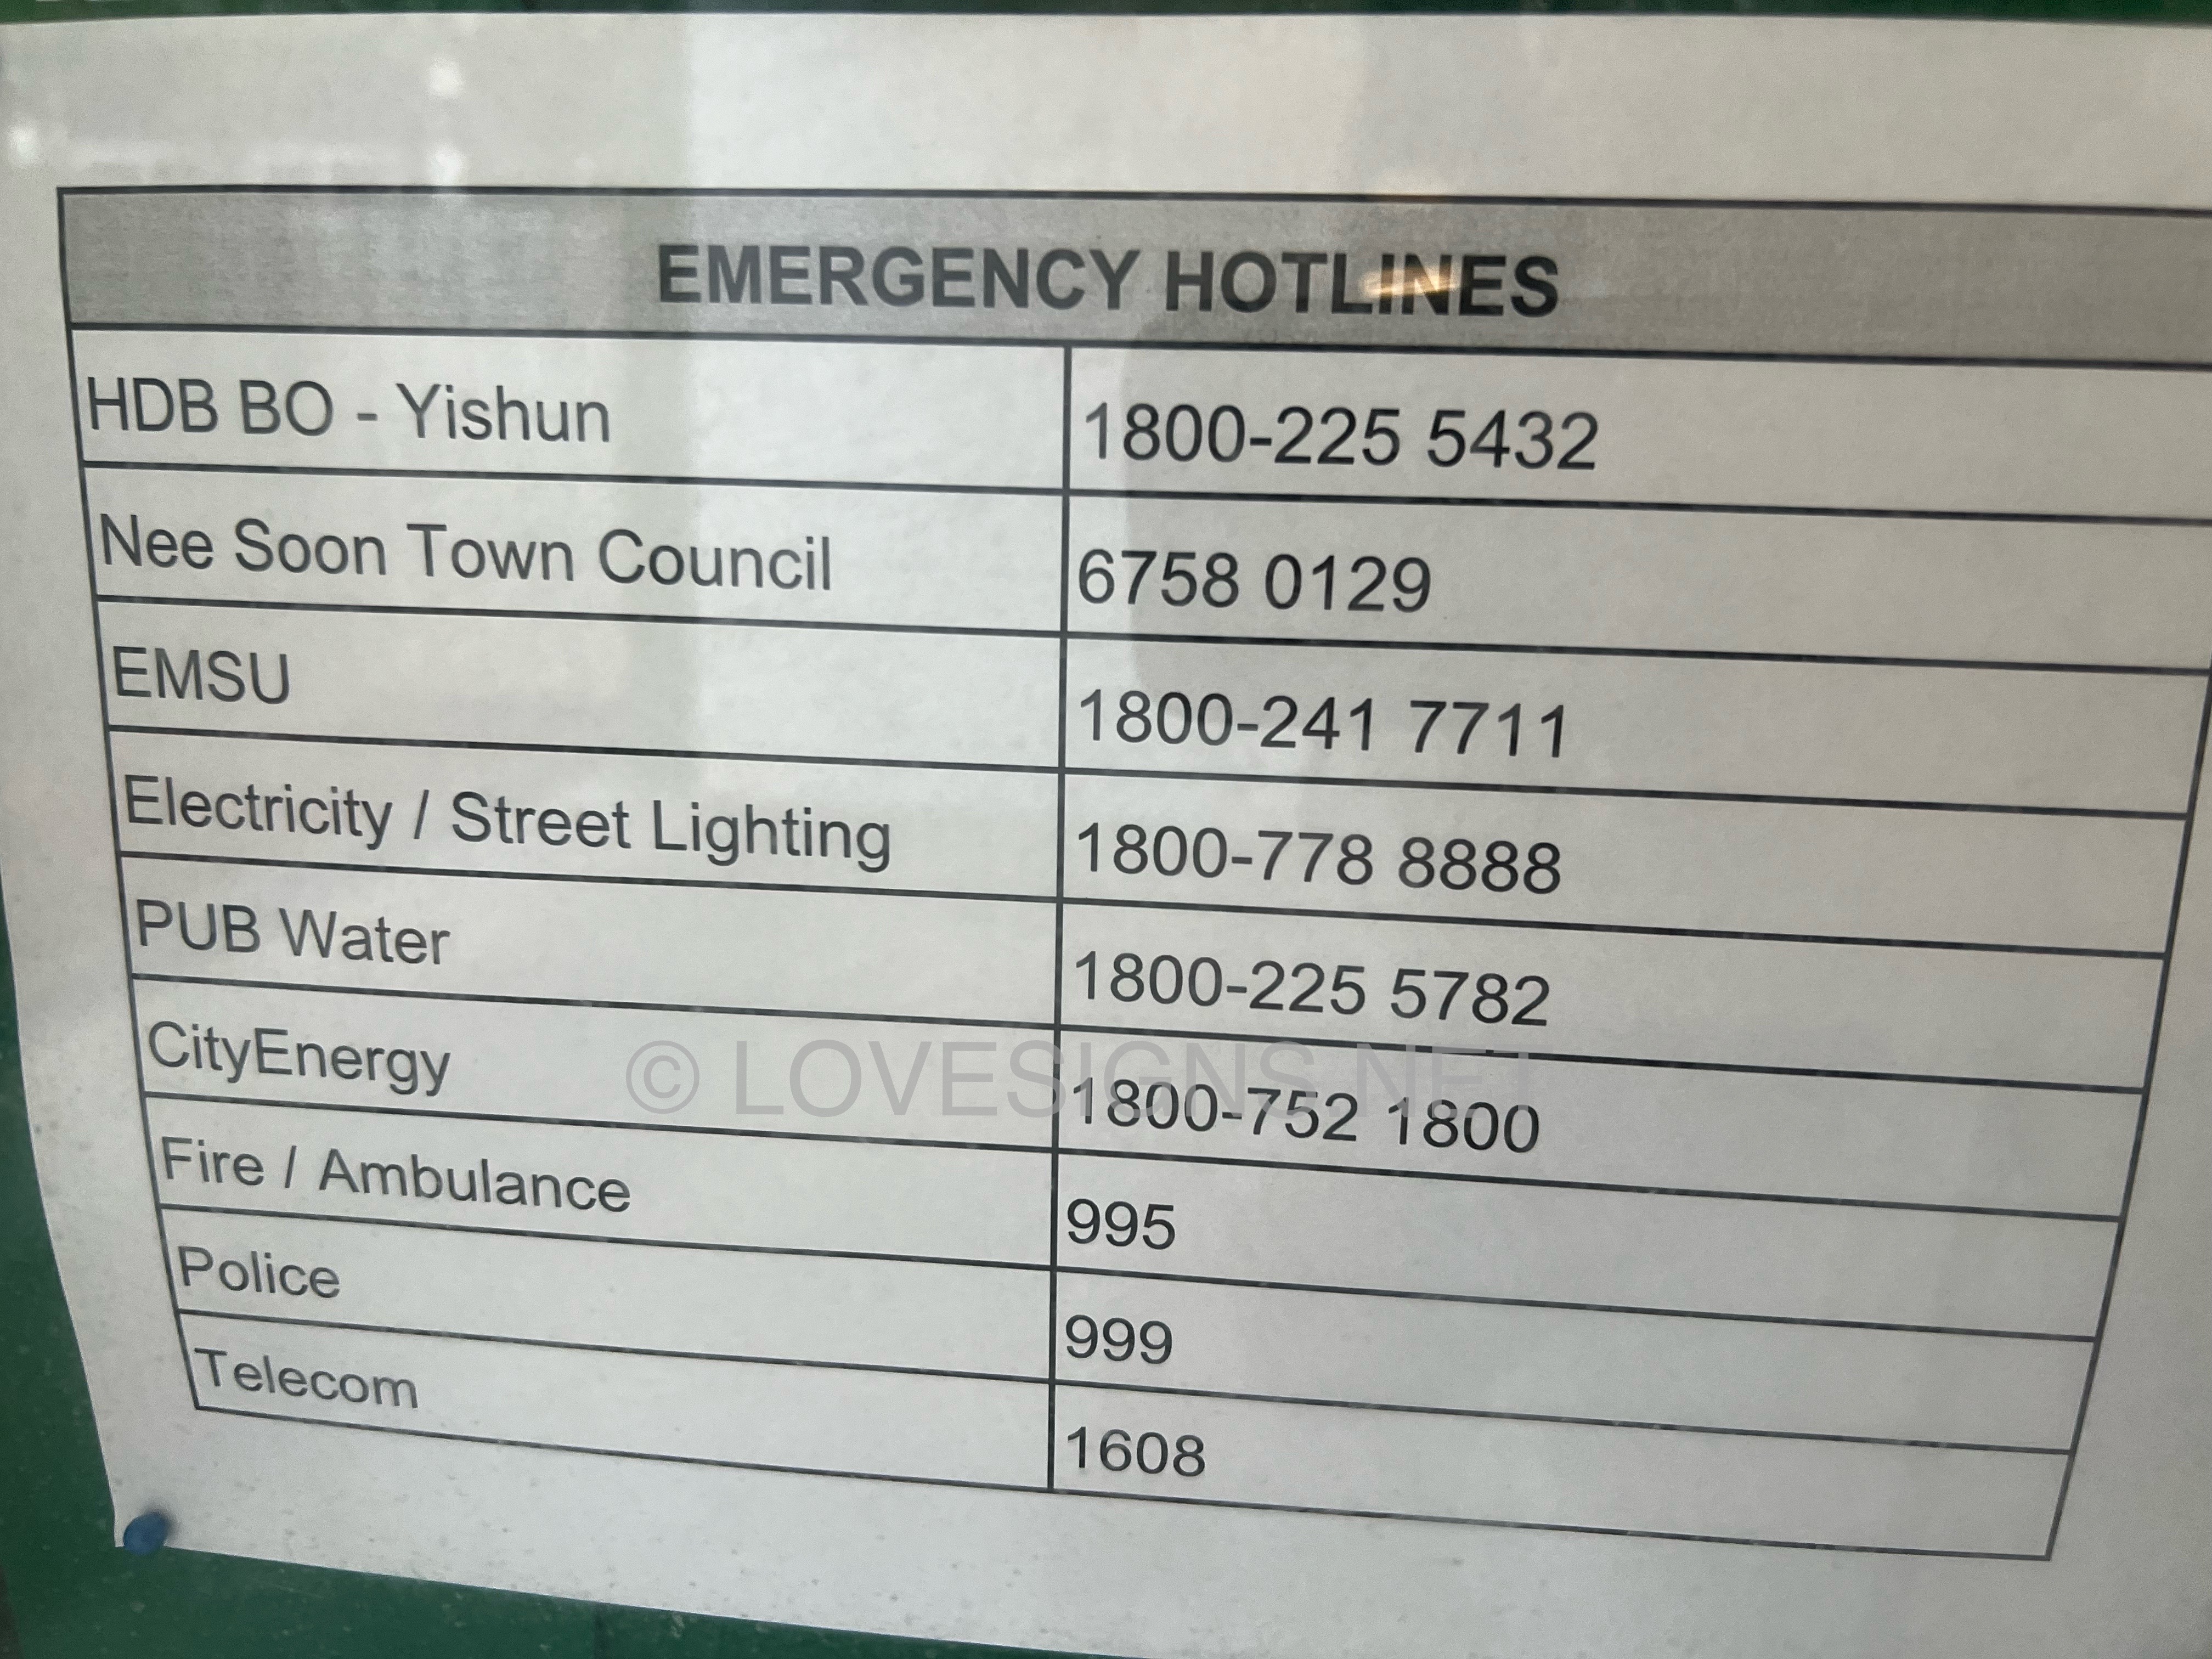 EMERGENCY HOTLINES
HDB BO - Yishun 1800-225 5432
Nee Soon Town Council 6758 0129
EMSU 1800-241 7711
Electricity / Street Lighting 1800-778 8888
PUB Water 1800-225 5782
CityEnergy 1800-752 1800
© LOVESIGNS.NET
Fire / Ambulance 995
Police 999
Telecom 1608